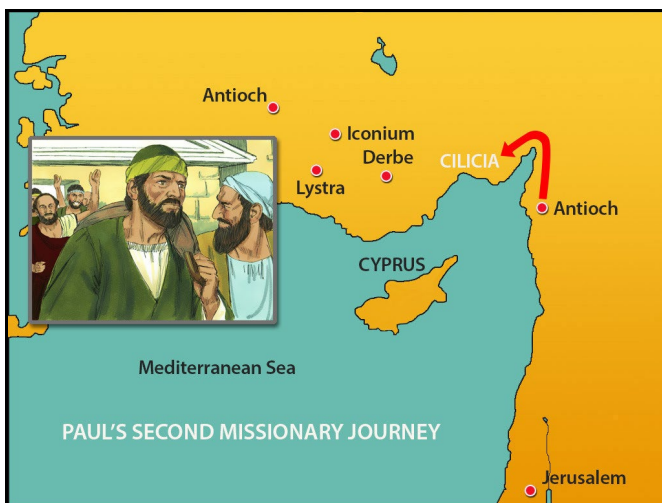 Antioch
Iconium
Derbe
Lystra
CILICIA
Antioch
CYPRUS
Mediterranean Sea
PAUL'S SECOND MISSIONARY JOURNEY
Jerusalem